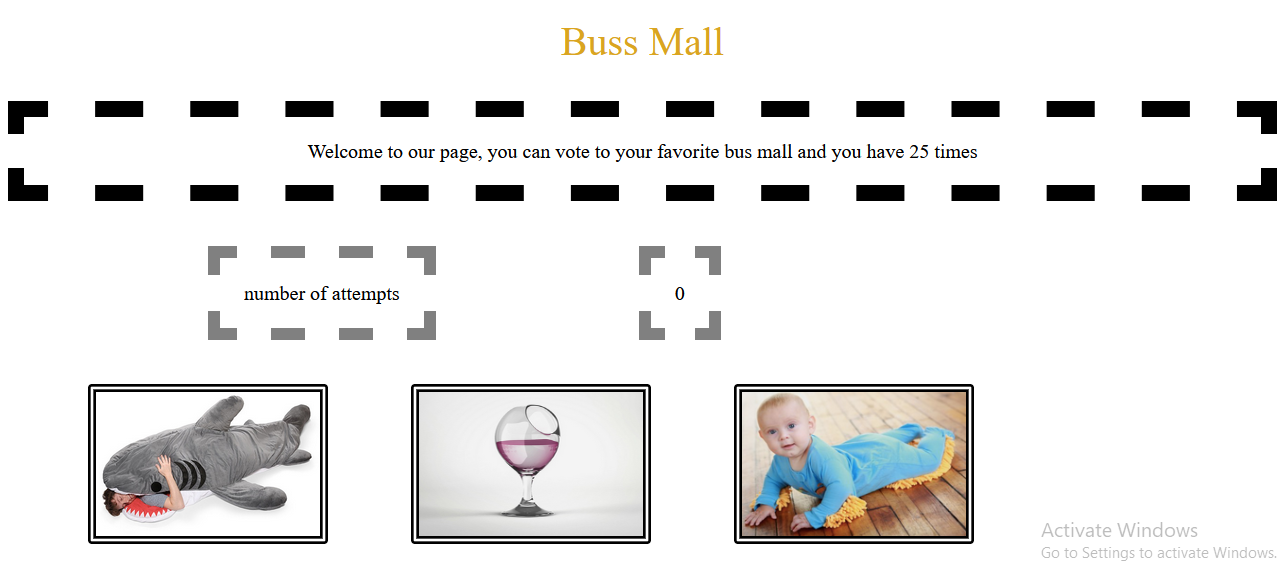 Buss Mall
Welcome to our page, you can vote to your favorite bus mall and you have 25 times
number of attempts
0
Activate Windows
Go to Settings to activate Windows.